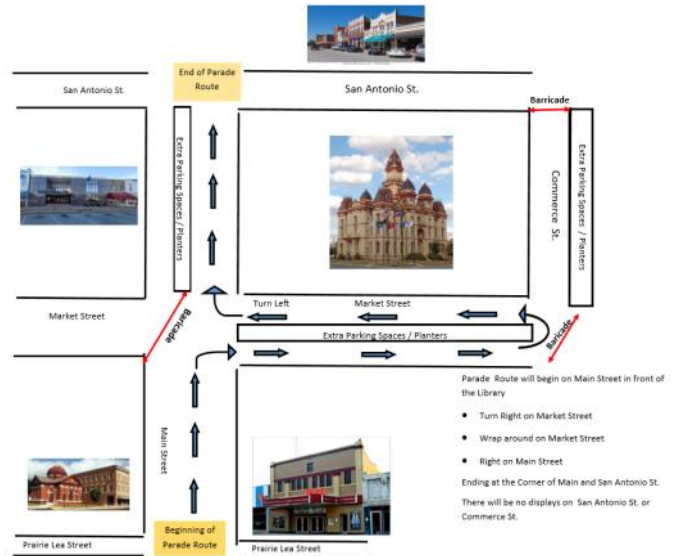 End of Parade
Route
San Antonio St.
San Antonio St.
Barricade
Extra Parking Spaces / Planters
Extra Parking Spaces / Planters
Commerce
St.
Turn Left
Market Street
Market Street
Extra Parking Spaces / Planters
Baricade
Baricade
Main Street
Parade Route will begin on Main Street in front of
the Library
• Turn Right on Market Street
• Wrap around on Market Street
• Right on Main Street
Ending at the Corner of Main and San Antonio St.
There will be no displays on San Antonio St. or
Commerce St.
Beginning of
Parade Route
Prairie Lea Street
Prairie Lea Street